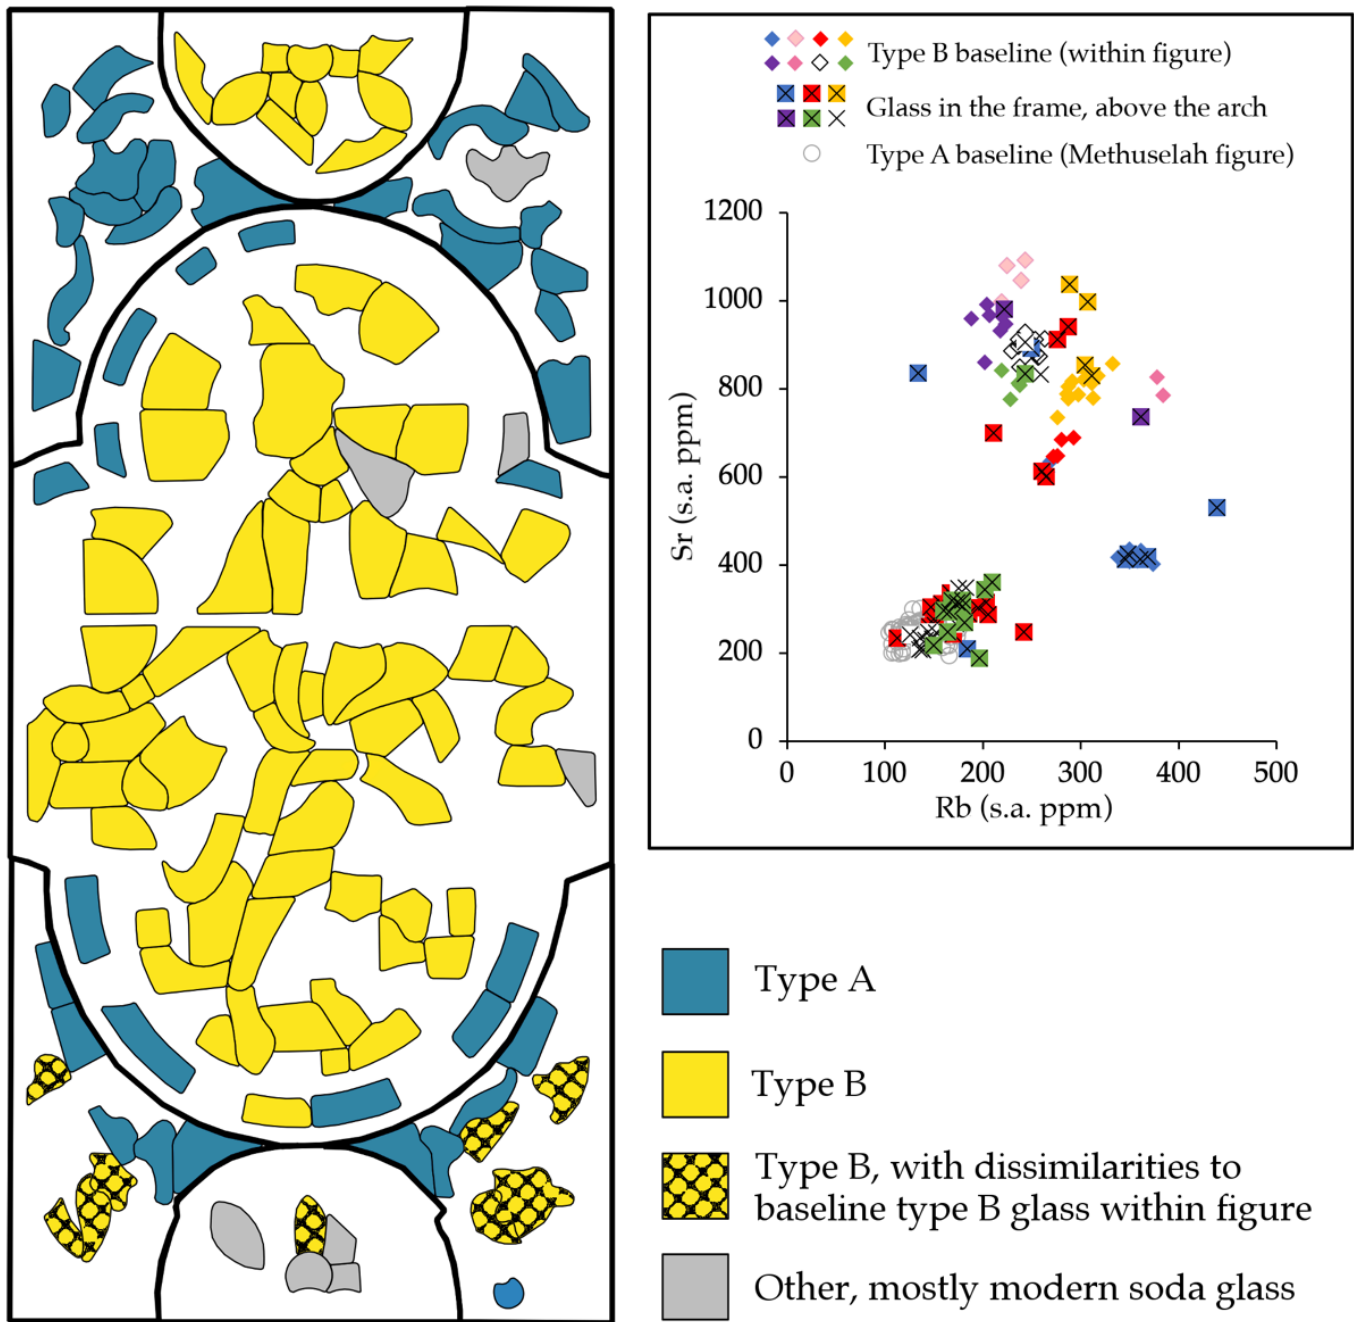 Type B baseline (within figure)
Glass in the frame, above the arch
Type A baseline (Methuselah figure)
1200
1000
800
600
400
200
0
Sr (s.a. ppm)
0 100 200 300 400 500
Rb (s.a. ppm)
Type A
Type B
Type B, with dissimilarities to
baseline type B glass within figure
Other, mostly modern soda glass